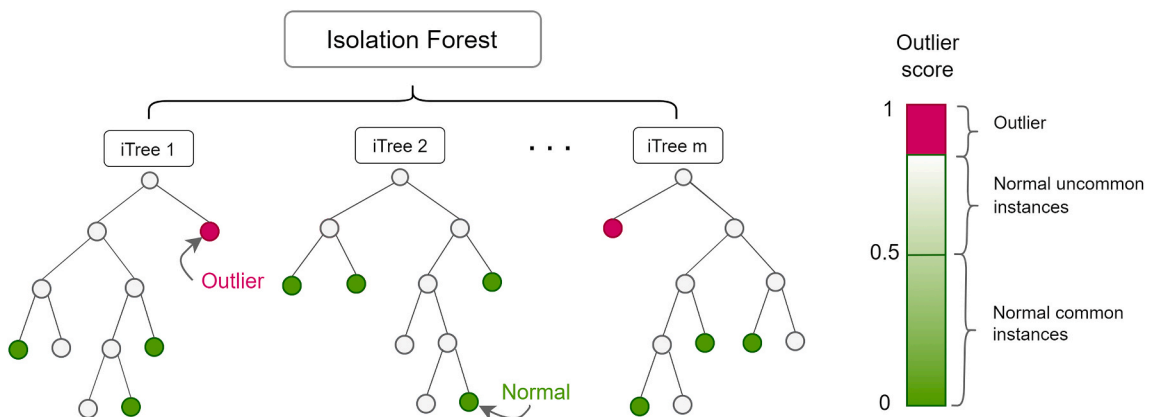 Isolation Forest
iTree 1
iTree 2
. . .
iTree m
Outlier
Normal
Outlier
score
1
Outlier
Normal uncommon
instances
0.5
Normal common
instances
0